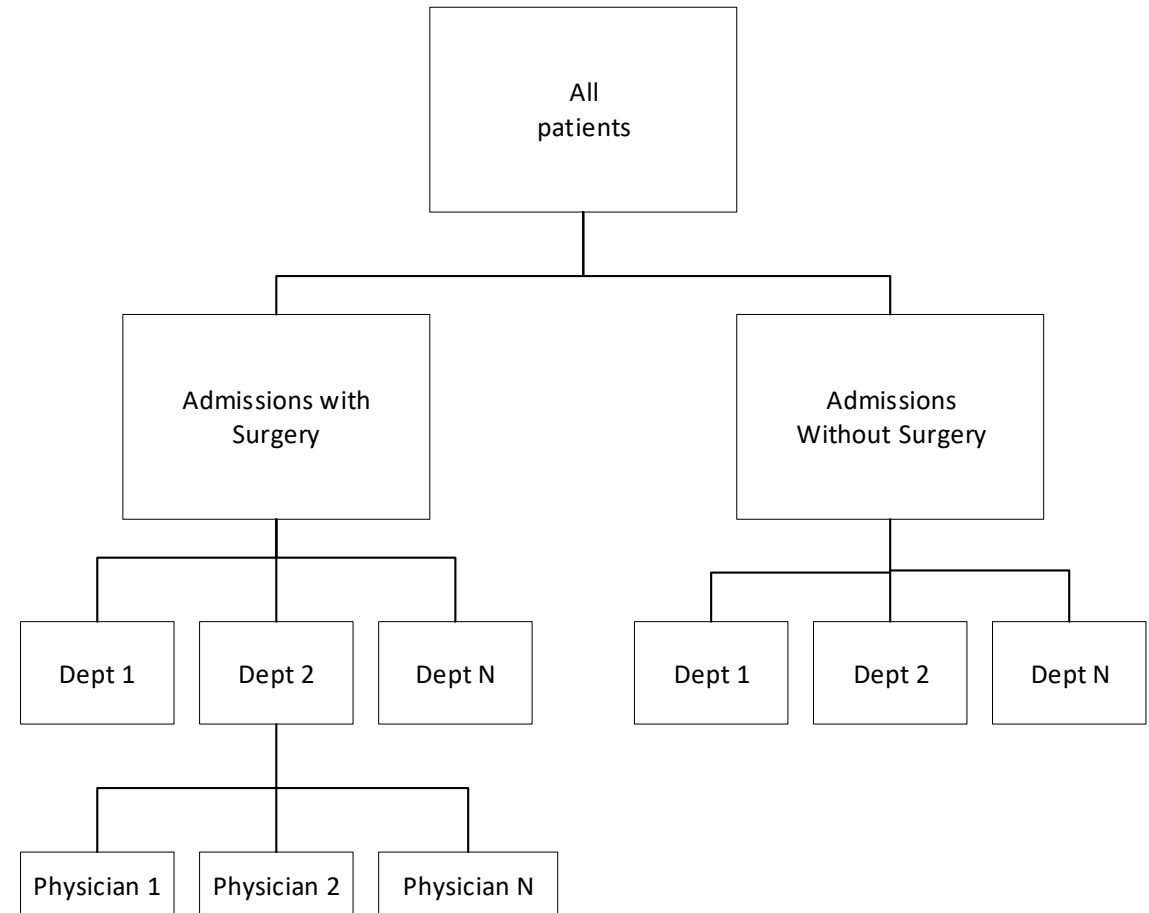 All
patients
Admissions with
Surgery
Admissions
Without Surgery
Dept 1
Dept 2
Dept N
Dept 1
Dept 2
Dept N
Physician 1
Physician 2
Physician N